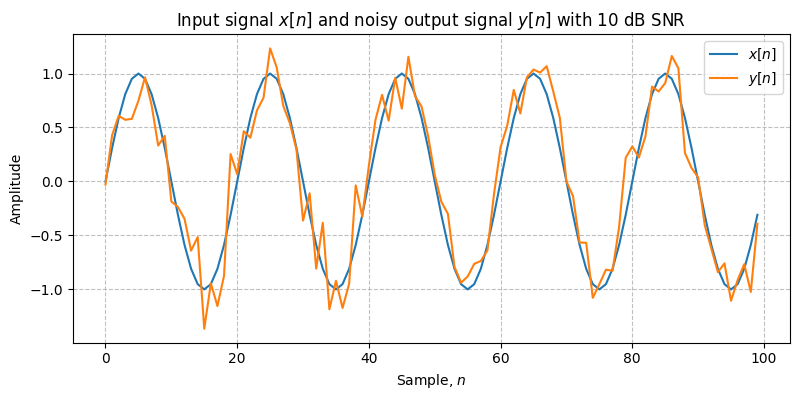 Input signal x[n] and noisy output signal y[n] with 10 dB SNR
x[n]
y[n]
Amplitude
1.0
0.5
0.0
−0.5
−1.0
0 20 40 60 80 100
Sample, n